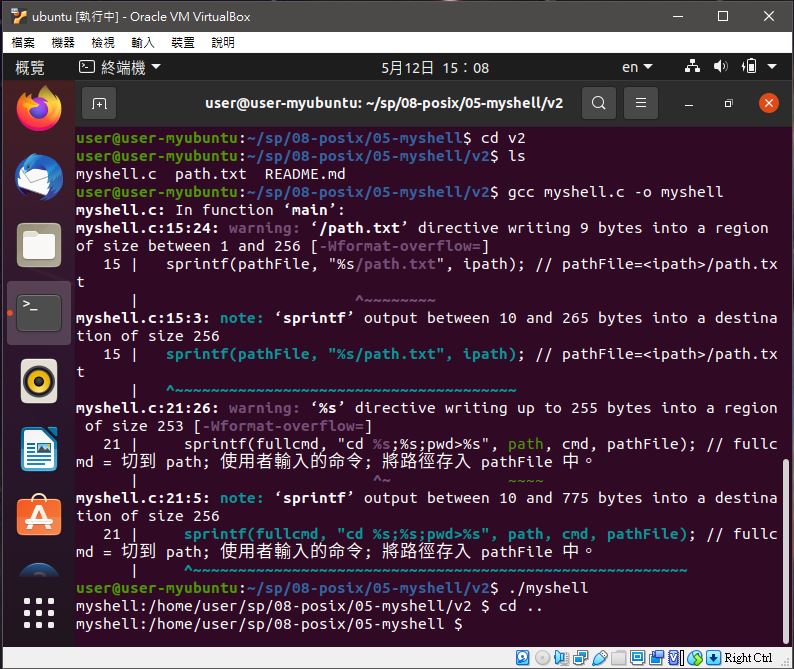 ubuntu [執行中] - Oracle VM VirtualBox
檔案 機器 檢視 輸入 裝置 說明
概覽 終端機 5月12日 15：08 en
user@user-myubuntu: ~/sp/08-posix/05-myshell/v2
user@user-myubuntu:~/sp/08-posix/05-myshell$ cd v2
user@user-myubuntu:~/sp/08-posix/05-myshell/v2$ ls
myshell.c  path.txt  README.md
user@user-myubuntu:~/sp/08-posix/05-myshell/v2$ gcc myshell.c -o myshell
myshell.c: In function ‘main’:
myshell.c:15:24: warning: ‘/path.txt’ directive writing 9 bytes into a region
of size between 1 and 256 [-Wformat-overflow=]
   15 |   sprintf(pathFile, "%s/path.txt", ipath); // pathFile=<ipath>/path.tx
t
      |                        ^~~~~~~~~
myshell.c:15:3: note: ‘sprintf’ output between 10 and 265 bytes into a destina
tion of size 256
   15 |   sprintf(pathFile, "%s/path.txt", ipath); // pathFile=<ipath>/path.tx
t
      |   ^~~~~~~~~~~~~~~~~~~~~~~~~~~~~~~~~~~~~~~
myshell.c:21:26: warning: ‘%s’ directive writing up to 255 bytes into a region
 of size 253 [-Wformat-overflow=]
   21 |     sprintf(fullcmd, "cd %s;%s;pwd>%s", path, cmd, pathFile); // fullc
md = 切到 path; 使用者輸入的命令; 將路徑存入 pathFile 中。
      |                          ^~             ~~~~
myshell.c:21:5: note: ‘sprintf’ output between 10 and 775 bytes into a destina
tion of size 256
   21 |     sprintf(fullcmd, "cd %s;%s;pwd>%s", path, cmd, pathFile); // fullc
md = 切到 path; 使用者輸入的命令; 將路徑存入 pathFile 中。
      |     ^~~~~~~~~~~~~~~~~~~~~~~~~~~~~~~~~~~~~~~~~~~~~~~~~~~~~~~~
user@user-myubuntu:~/sp/08-posix/05-myshell/v2$ ./myshell
myshell:/home/user/sp/08-posix/05-myshell/v2 $ cd ..
myshell:/home/user/sp/08-posix/05-myshell $
Right Ctrl